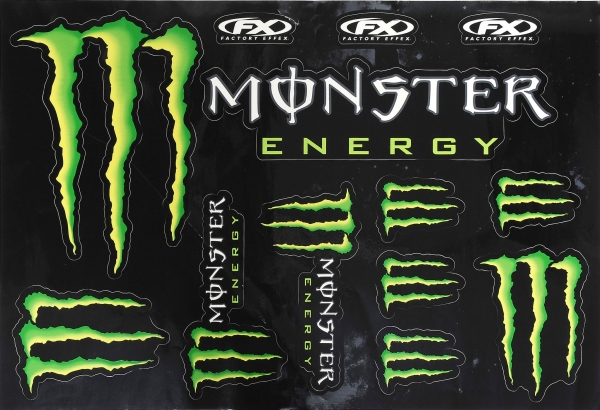 FX
FACTORY EFFEX
FX
FACTORY EFFEX
FX
FACTORY EFFEX
MONSTER
ENERGY
MONSTER
ENERGY
MONSTER
ENERGY